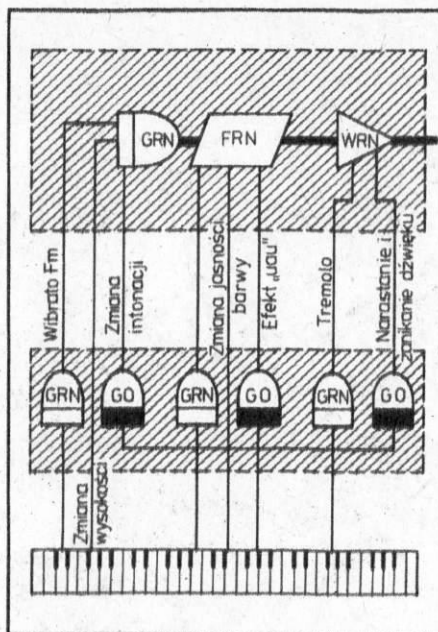 GRN
FRN
WRN
Wibrato Fm
Zmiana
intonacji
Zmiana jasności
barwy
Efekt „uau"
Tremolo
Narastanie i
zanikanie dźwięku
GRN
GO
GRN
GO
GRN
GO
Zmiana
wysokości